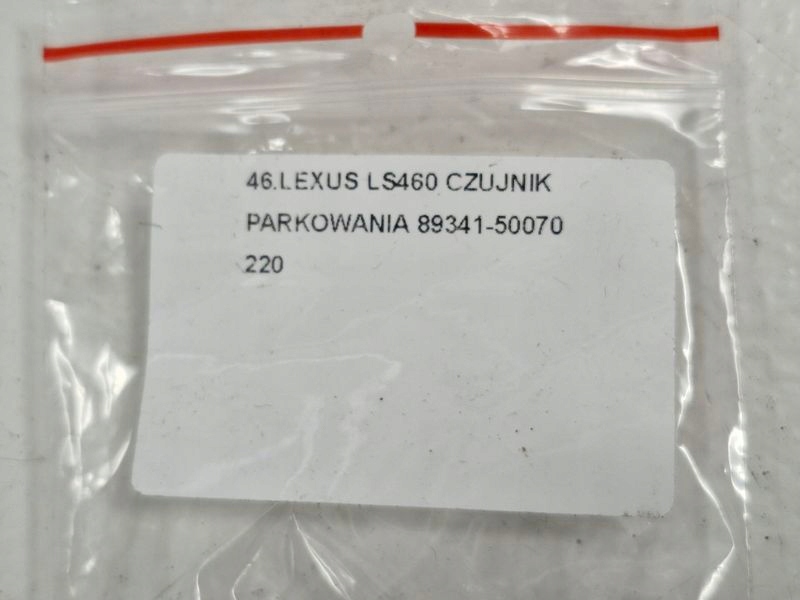 46.LEXUS LS460 CZUJNIK
PARKOWANIA 89341-50070
220